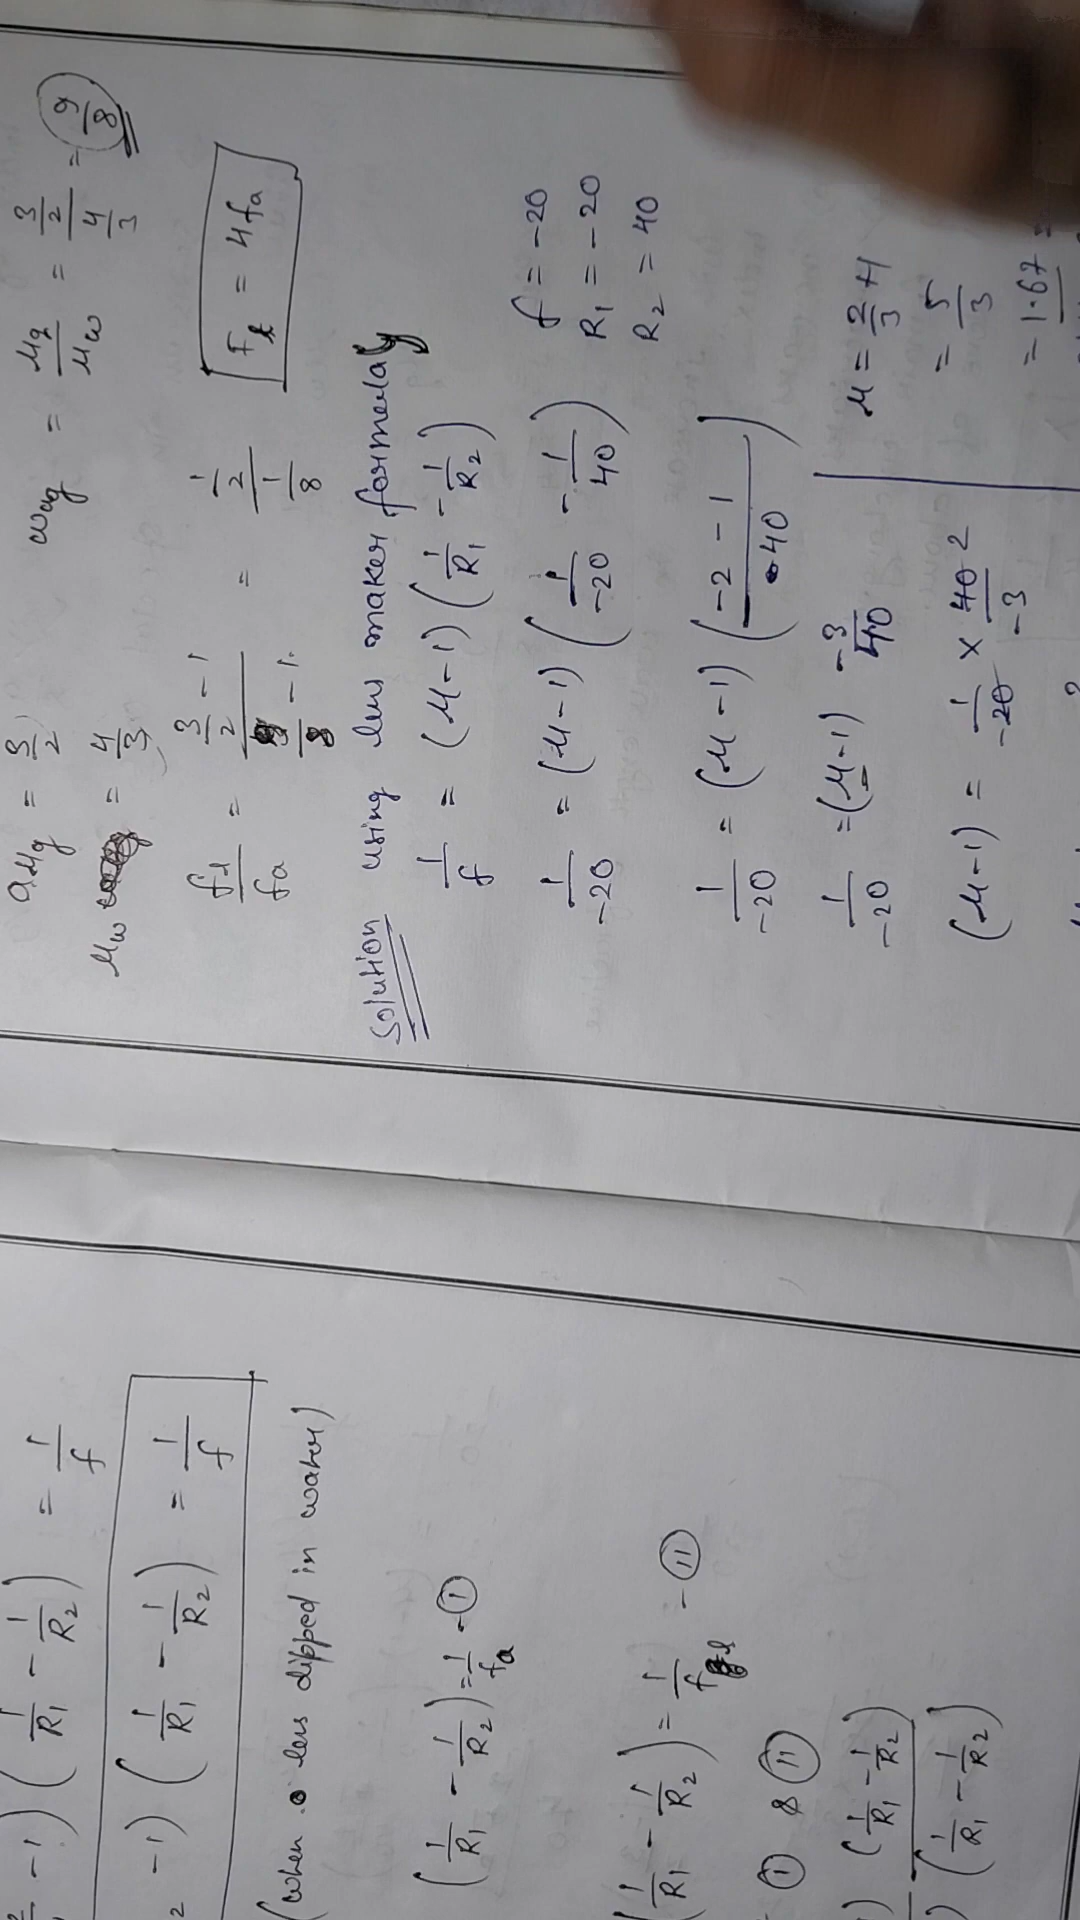 aμg = 3/2
wμg = μg/μw = 3/2 / 4/3 = 9/8
μw = 4/3
fl/fa = 3/2 - 1 / 9/8 - 1 = 1/2 / 1/8
Fl = 4fa
Solution using lens maker formula
1/f = (μ-1) (1/R1 - 1/R2)
f = -20
1/-20 = (μ-1) (1/-20 - 1/40)
R1 = -20
R2 = 40
1/-20 = (μ-1) (-2-1/40)
1/-20 = (μ-1) -3/40
μ = 2/3 +1
(μ-1) = 1/-20 × 40 2/-3
= 5/3
= 1.67 =
-1) (1/R1 - 1/R2) = 1/f
2 -1) (1/R1 - 1/R2) = 1/f
(when lens dipped in water)
(1/R1 - 1/R2) = 1/fa - I
(1/R1 - 1/R2) = 1/fl - II
I & II
) (1/R1 - 1/R2)
) (1/R1 - 1/R2)